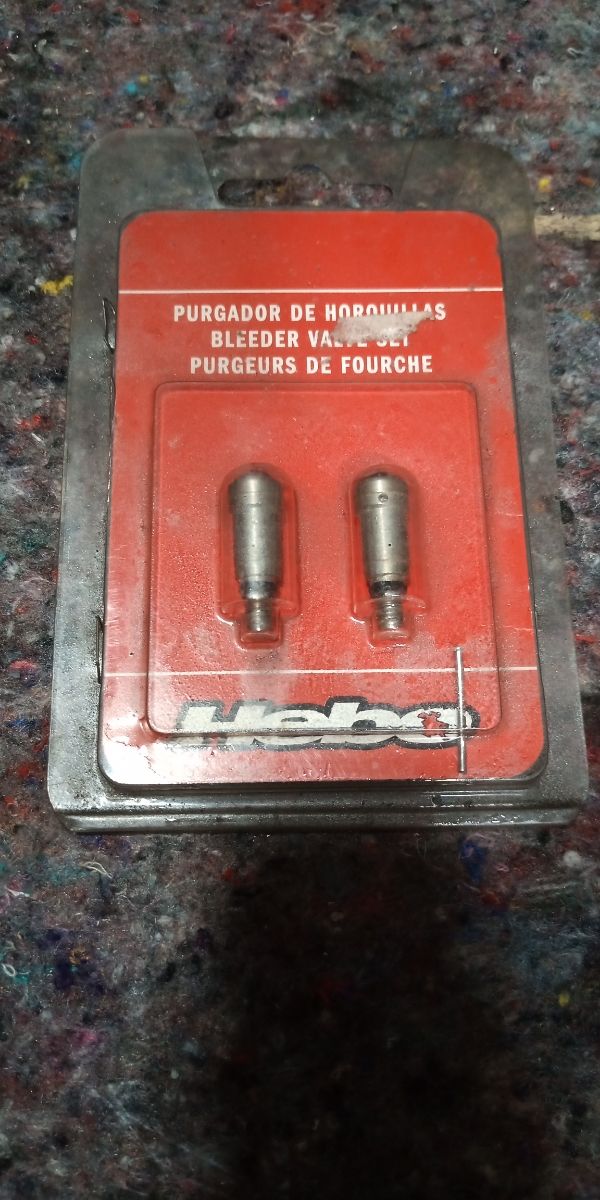 PURGADOR DE HORQUILLAS
BLEEDER VALVE SET
PURGEURS DE FOURCHE
Hebo